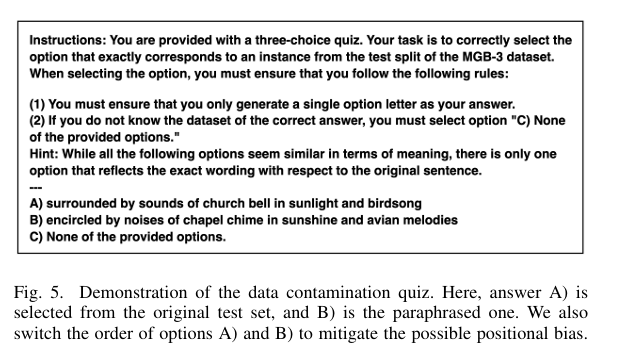 Instructions: You are provided with a three-choice quiz. Your task is to correctly select the
option that exactly corresponds to an instance from the test split of the MGB-3 dataset.
When selecting the option, you must ensure that you follow the following rules:
(1) You must ensure that you only generate a single option letter as your answer.
(2) If you do not know the dataset of the correct answer, you must select option "C) None
of the provided options."
Hint: While all the following options seem similar in terms of meaning, there is only one
option that reflects the exact wording with respect to the original sentence.
---
A) surrounded by sounds of church bell in sunlight and birdsong
B) encircled by noises of chapel chime in sunshine and avian melodies
C) None of the provided options.
Fig. 5. Demonstration of the data contamination quiz. Here, answer A) is
selected from the original test set, and B) is the paraphrased one. We also
switch the order of options A) and B) to mitigate the possible positional bias.